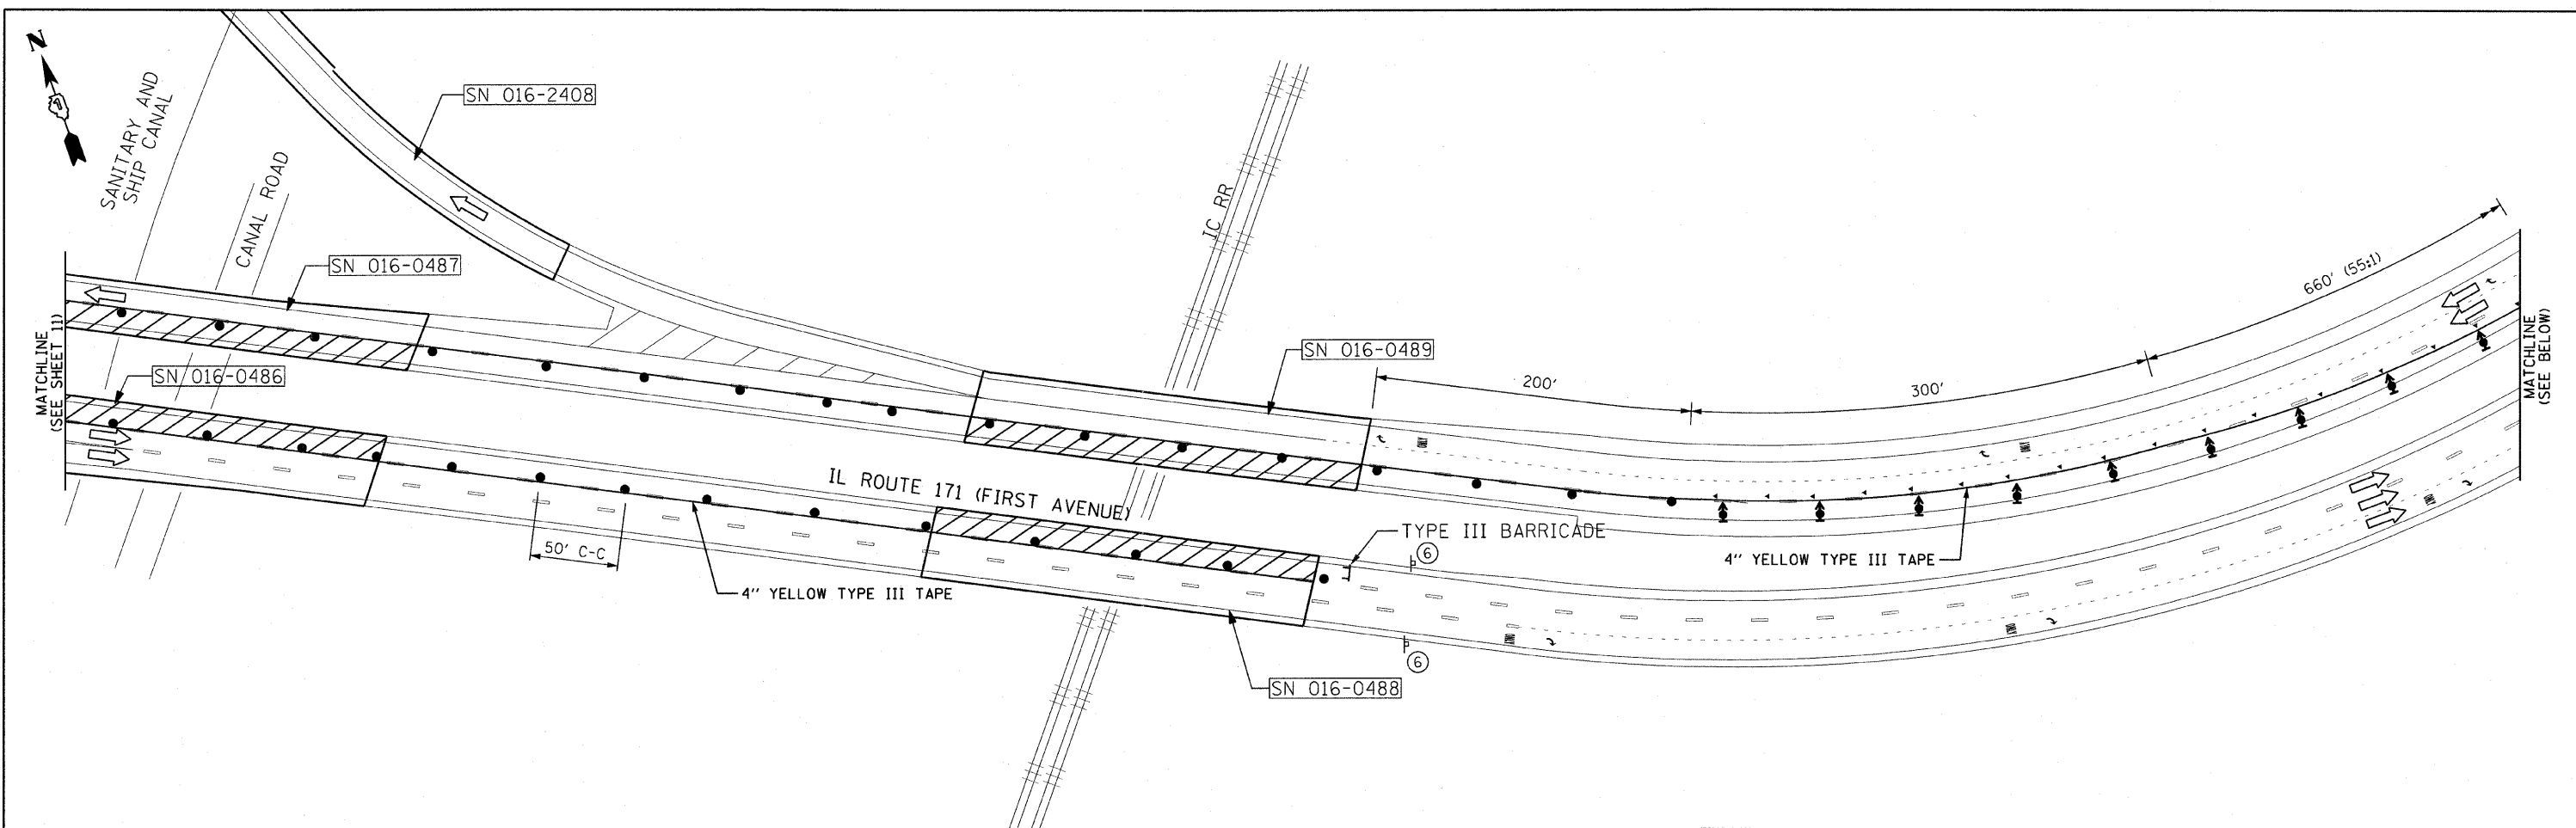 N
SANITARY AND
SHIP CANAL
CANAL ROAD
SN 016-2408
SN 016-0487
SN 016-0486
MATCHLINE
(SEE SHEET 11)
IC RR
SN 016-0489
200'
300'
660' (55:1)
MATCHLINE
(SEE BELOW)
IL ROUTE 171 (FIRST AVENUE)
50' C-C
4" YELLOW TYPE III TAPE
TYPE III BARRICADE
6
4" YELLOW TYPE III TAPE
6
SN 016-0488